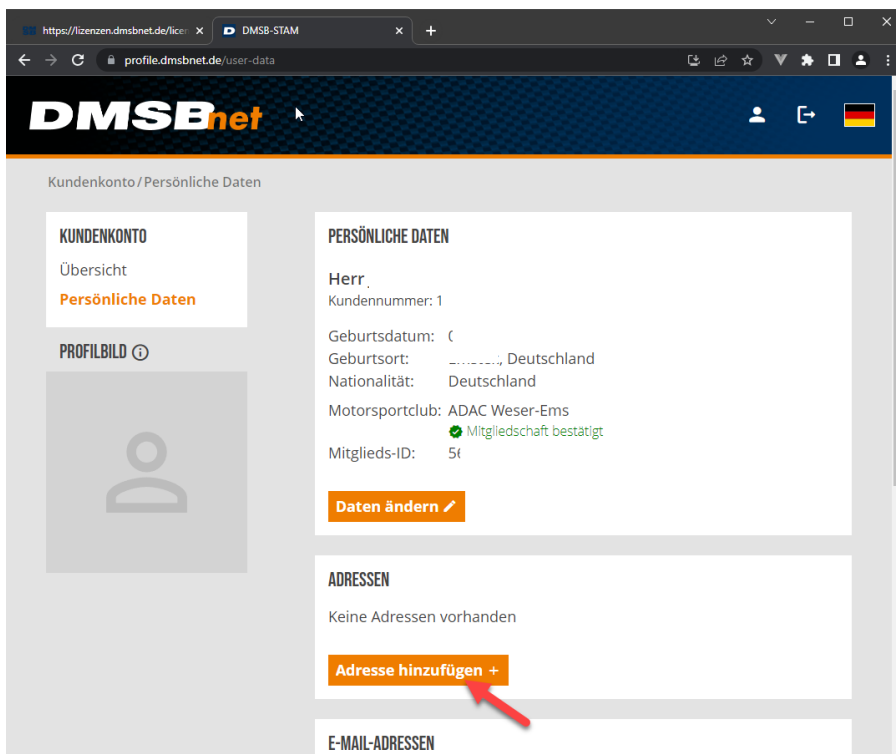 https://lizenzen.dmsbnet.de/licen
DMSB-STAM
profile.dmsbnet.de/user-data
DMSBnet
Kundenkonto/Persönliche Daten
KUNDENKONTO
Übersicht
Persönliche Daten
PROFILBILD
PERSÖNLICHE DATEN
Herr
Kundennummer: 1
Geburtsdatum:
Geburtsort: , Deutschland
Nationalität: Deutschland
Motorsportclub: ADAC Weser-Ems
Mitgliedschaft bestätigt
Mitglieds-ID: 56
Daten ändern
ADRESSEN
Keine Adressen vorhanden
Adresse hinzufügen +
E-MAIL-ADRESSEN